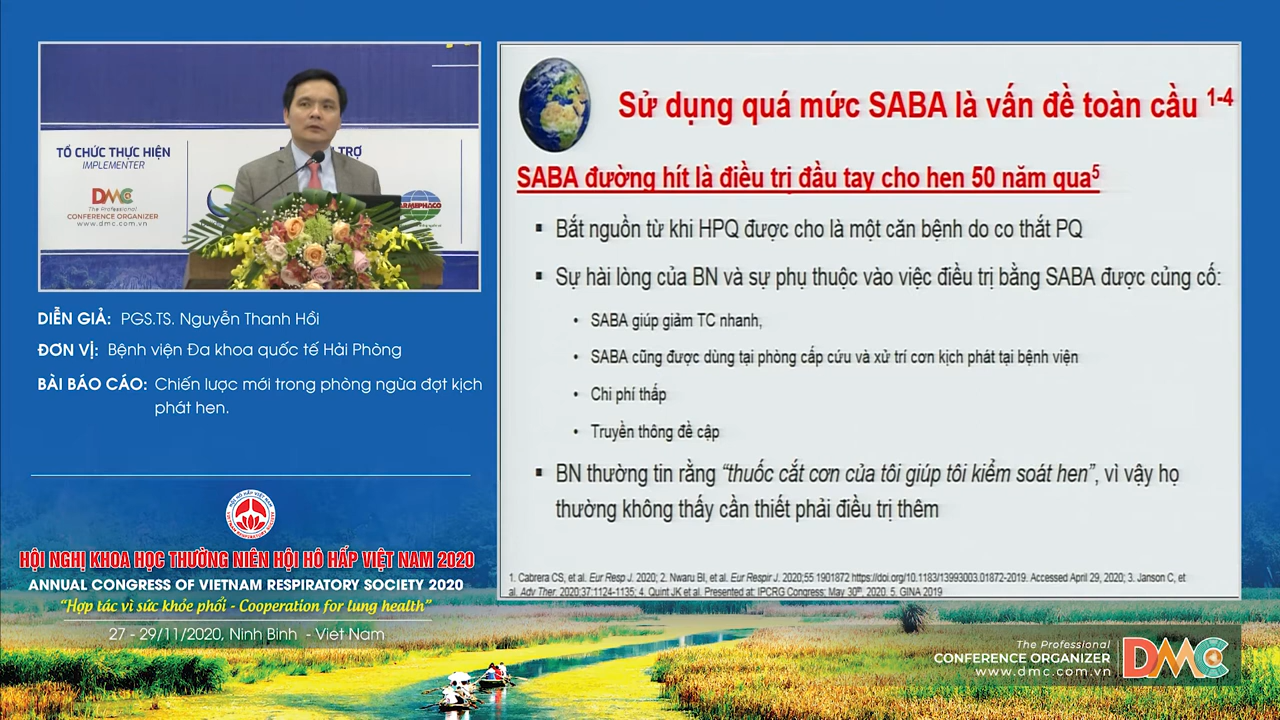 TỔ CHỨC THỰC HIỆN
IMPLEMENTER
TRỢ
DMC
The Professional
CONFERENCE ORGANIZER
www.dmc.com.vn
DIỄN GIẢ: PGS.TS. Nguyễn Thanh Hồi
ĐƠN VỊ: Bệnh viện Đa khoa quốc tế Hải Phòng
BÀI BÁO CÁO: Chiến lược mới trong phòng ngừa đợt kịch
phát hen.
HỘI NGHỊ KHOA HỌC THƯỜNG NIÊN HỘI HÔ HẤP VIỆT NAM 2020
ANNUAL CONGRESS OF VIETNAM RESPIRATORY SOCIETY 2020
“Hợp tác vì sức khỏe phổi - Cooperation for lung health”
27 - 29/11/2020, Ninh Bình - Việt Nam
Sử dụng quá mức SABA là vấn đề toàn cầu 1-4
SABA đường hít là điều trị đầu tay cho hen 50 năm qua5
▪ Bắt nguồn từ khi HPQ được cho là một căn bệnh do co thắt PQ
▪ Sự hài lòng của BN và sự phụ thuộc vào việc điều trị bằng SABA được củng cố:
• SABA giúp giảm TC nhanh,
• SABA cũng được dùng tại phòng cấp cứu và xử trí cơn kịch phát tại bệnh viện
• Chi phí thấp
• Truyền thông đề cập
▪ BN thường tin rằng “thuốc cắt cơn của tôi giúp tôi kiểm soát hen”, vì vậy họ
thường không thấy cần thiết phải điều trị thêm
1. Cabrera CS, et al. Eur Resp J. 2020; 2. Nwaru BI, et al. Eur Respir J. 2020;55 1901872 https://doi.org/10.1183/13993003.01872-2019. Accessed April 29, 2020; 3. Janson C, et
al. Adv Ther. 2020;37:1124-1135; 4. Quint JK et al. Presented at: IPCRG Congress; May 30th, 2020. 5. GINA 2019
The Professional
CONFERENCE ORGANIZER
www.dmc.com.vn
DMC